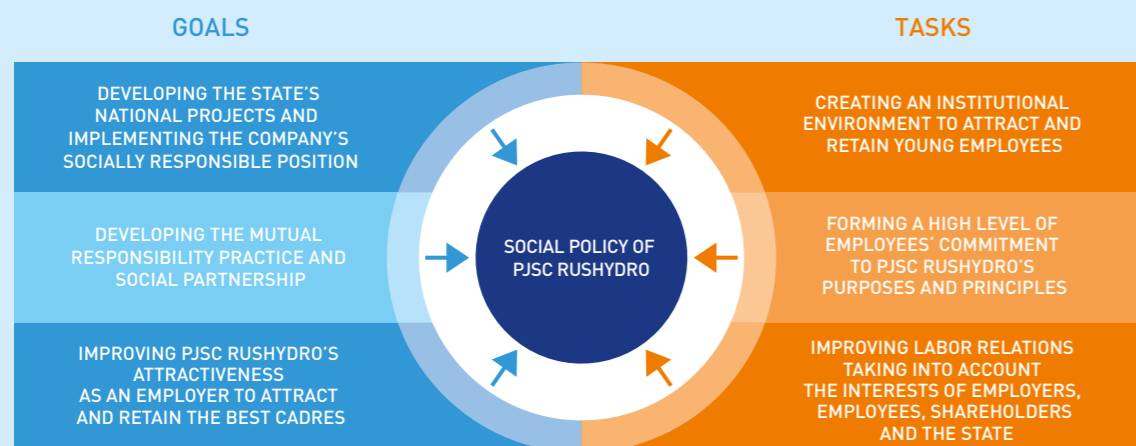 GOALS
TASKS
DEVELOPING THE STATE'S
NATIONAL PROJECTS AND
IMPLEMENTING THE COMPANY'S
SOCIALLY RESPONSIBLE POSITION
CREATING AN INSTITUTIONAL
ENVIRONMENT TO ATTRACT AND
RETAIN YOUNG EMPLOYEES
DEVELOPING THE MUTUAL
RESPONSIBILITY PRACTICE AND
SOCIAL PARTNERSHIP
SOCIAL POLICY OF
PJSC RUSHYDRO
FORMING A HIGH LEVEL OF
EMPLOYEES' COMMITMENT
TO PJSC RUSHYDRO'S
PURPOSES AND PRINCIPLES
IMPROVING PJSC RUSHYDRO'S
ATTRACTIVENESS
AS AN EMPLOYER TO ATTRACT
AND RETAIN THE BEST CADRES
IMPROVING LABOR RELATIONS
TAKING INTO ACCOUNT
THE INTERESTS OF EMPLOYERS,
EMPLOYEES, SHAREHOLDERS
AND THE STATE